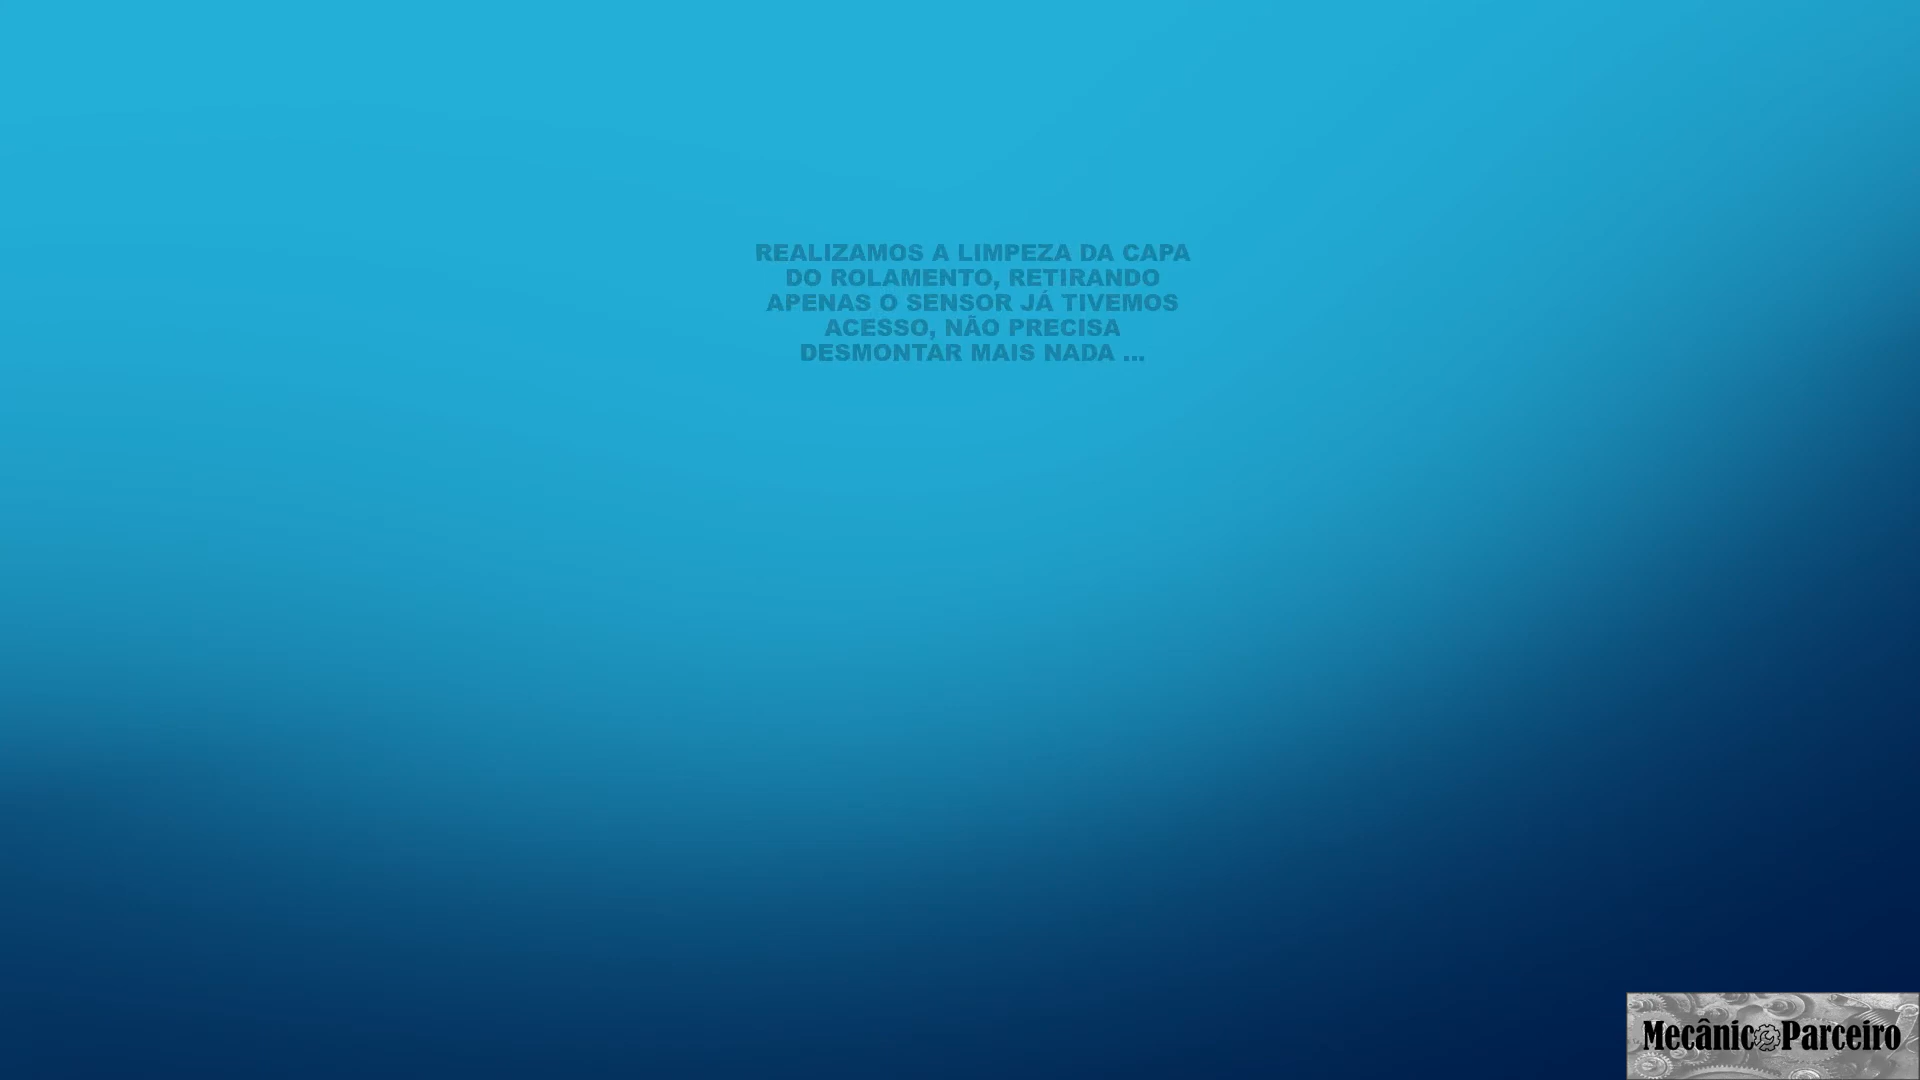 REALIZAMOS A LIMPEZA DA CAPA
DO ROLAMENTO, RETIRANDO
APENAS O SENSOR JÁ TIVEMOS
ACESSO, NÃO PRECISA
DESMONTAR MAIS NADA ...
Mecânico Parceiro